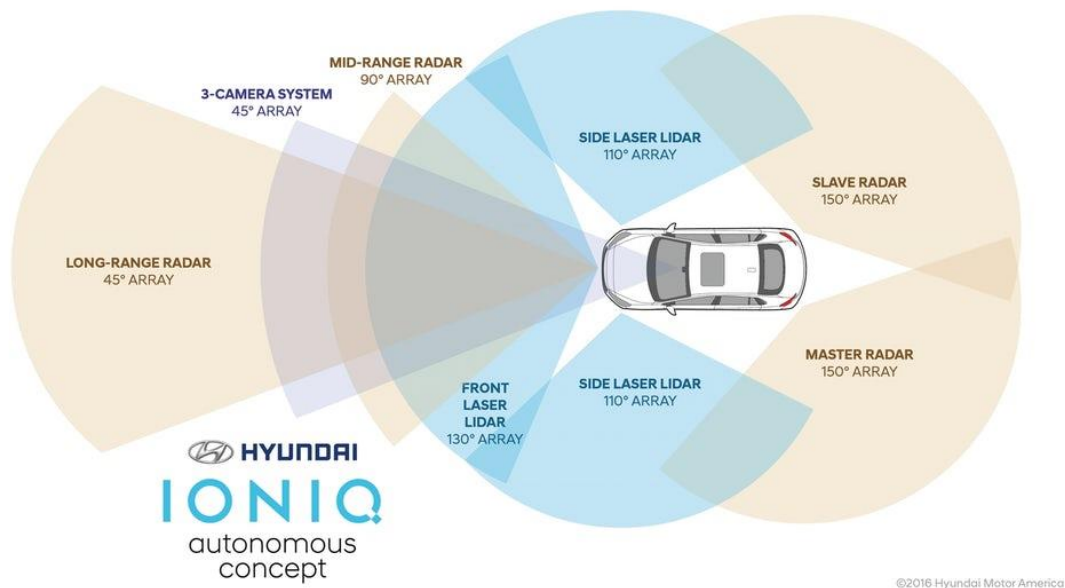 MID-RANGE RADAR
90° ARRAY
3-CAMERA SYSTEM
45° ARRAY
SIDE LASER LIDAR
110° ARRAY
SLAVE RADAR
150° ARRAY
LONG-RANGE RADAR
45° ARRAY
MASTER RADAR
150° ARRAY
FRONT
LASER
LIDAR
130° ARRAY
SIDE LASER LIDAR
110° ARRAY
HYUNDAI
IONIQ
autonomous
concept
©2016 Hyundai Motor America